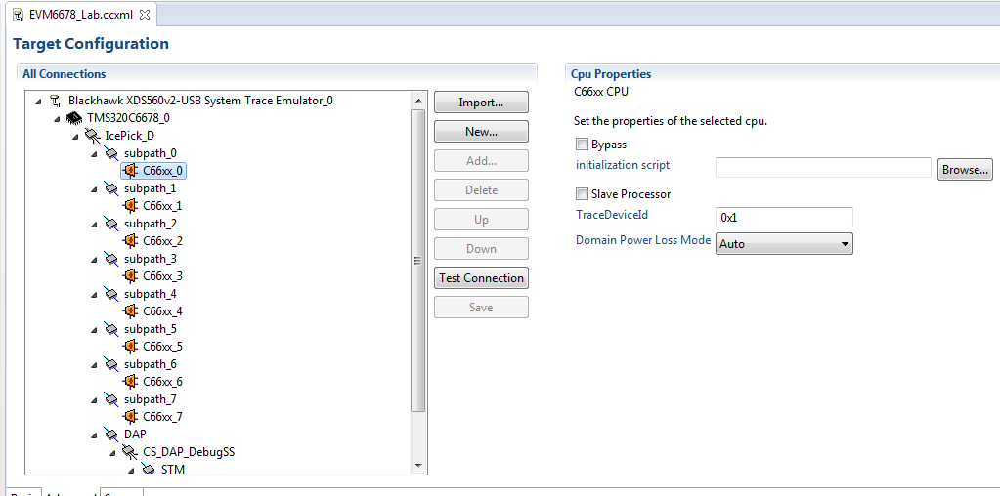 EVM6678_Lab.ccxml
Target Configuration
All Connections
Blackhawk XDS560v2-USB System Trace Emulator_0
TMS320C6678_0
IcePick_D
subpath_0
C66xx_0
subpath_1
C66xx_1
subpath_2
C66xx_2
subpath_3
C66xx_3
subpath_4
C66xx_4
subpath_5
C66xx_5
subpath_6
C66xx_6
subpath_7
C66xx_7
DAP
CS_DAP_DebugSS
STM
Import...
New...
Add...
Delete
Up
Down
Test Connection
Save
Cpu Properties
C66xx CPU
Set the properties of the selected cpu.
Bypass
initialization script
Browse...
Slave Processor
TraceDeviceId
0x1
Domain Power Loss Mode
Auto